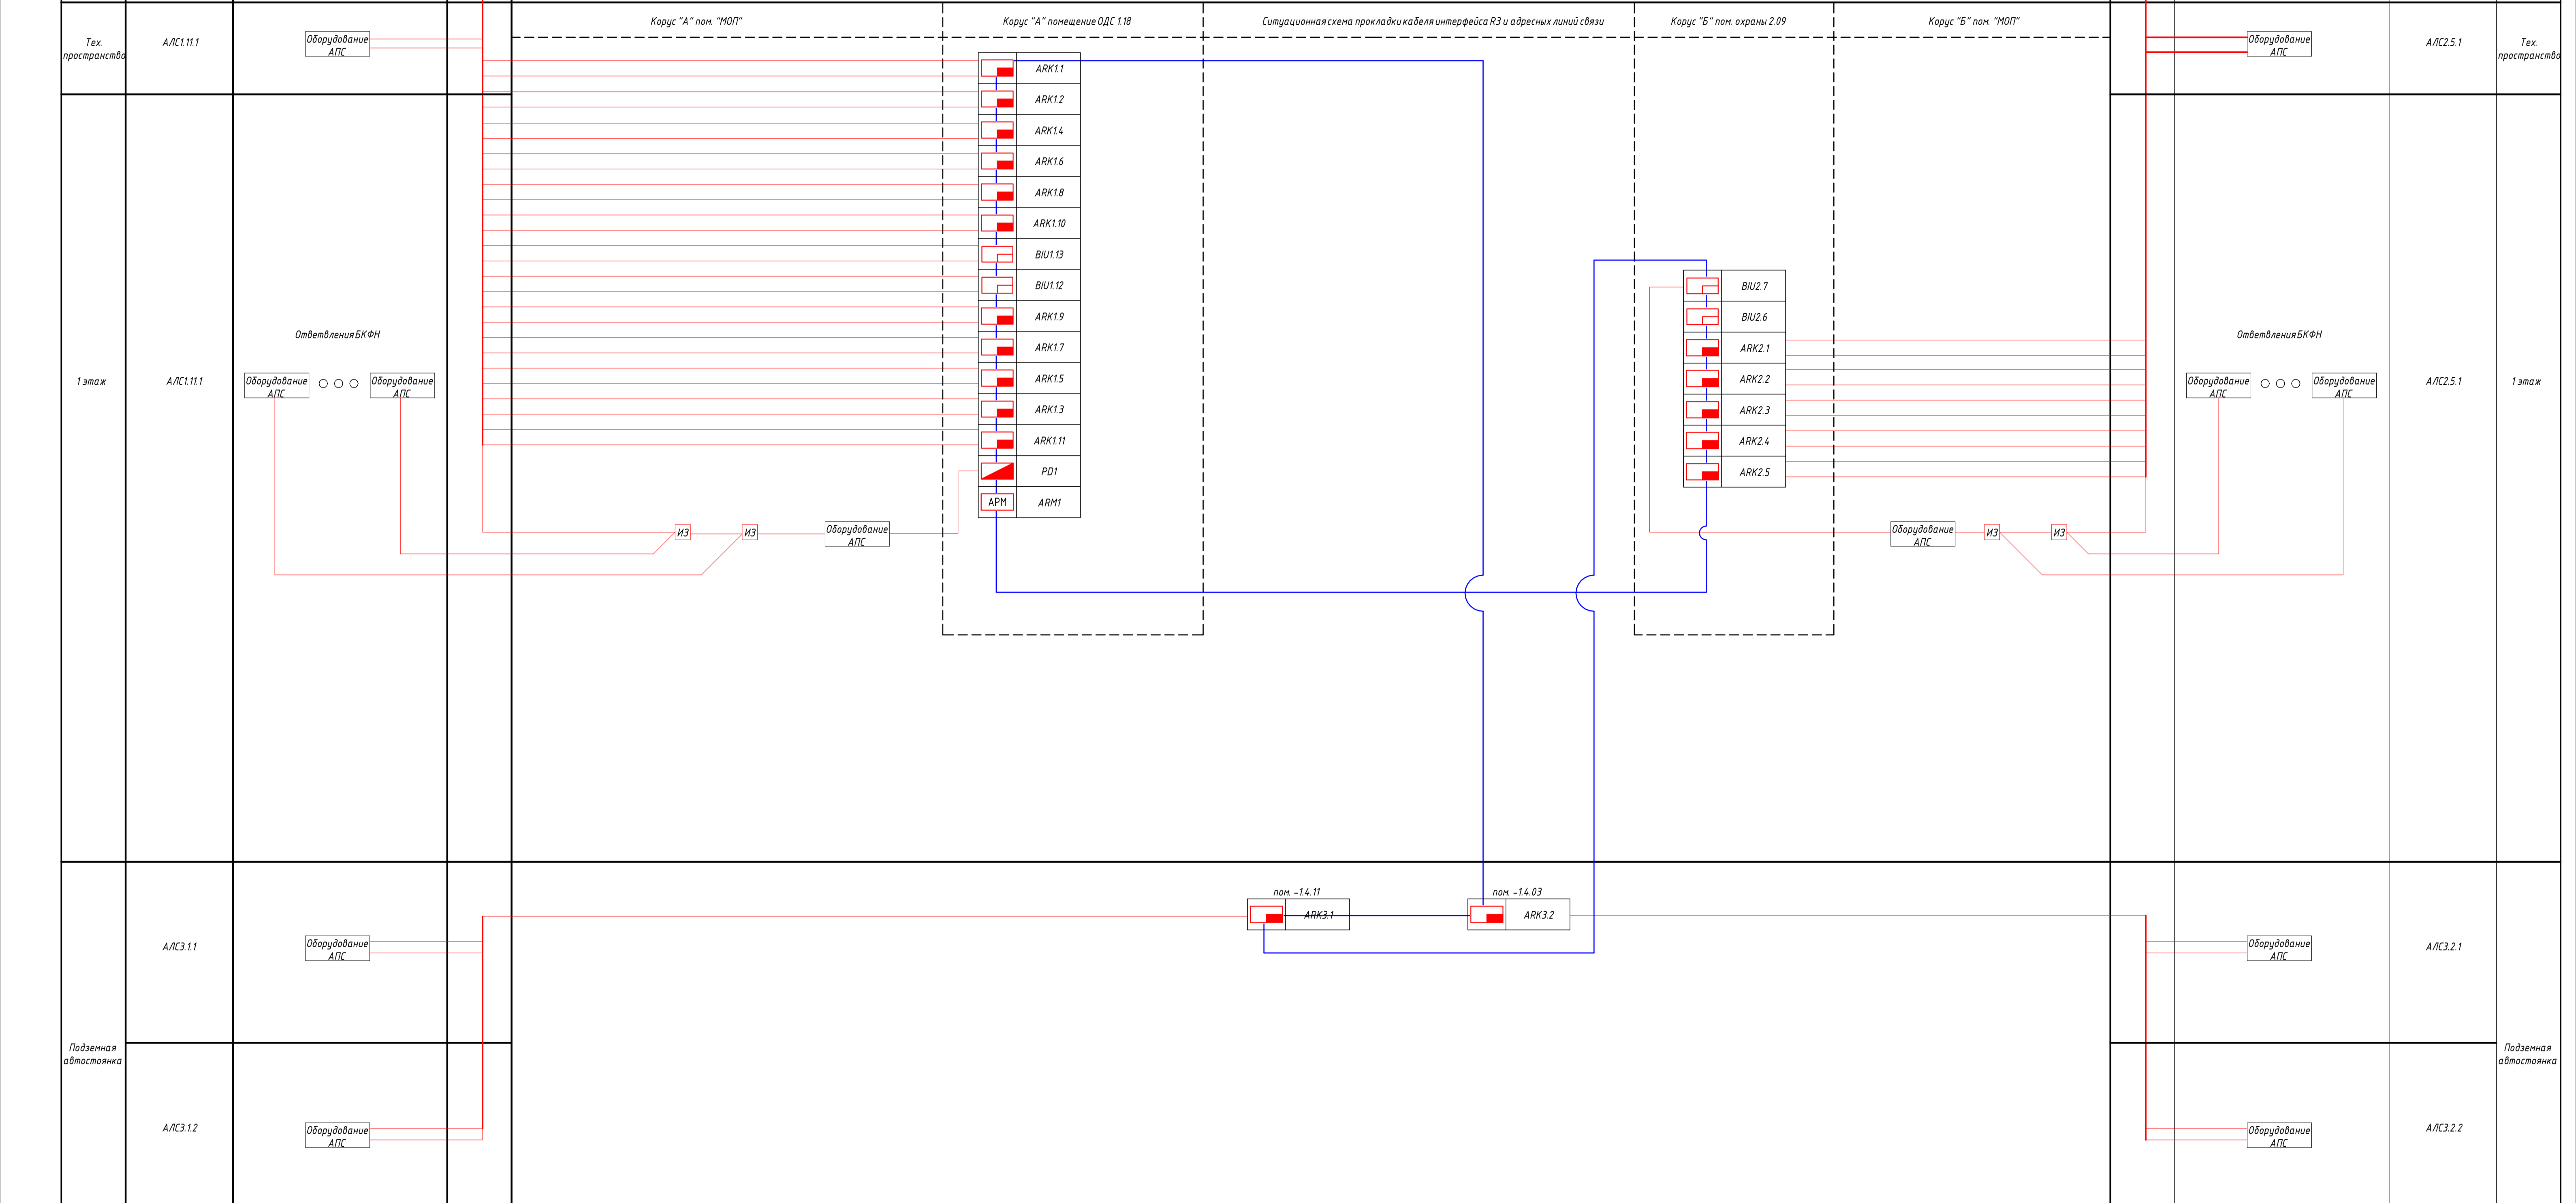 Корус "А" пом. "МОП"
Корус "А" помещение ОДС 1.18
Ситуационная схема прокладки кабеля интерфейса R3 и адресных линий связи
Корус "Б" пом. охраны 2.09
Корус "Б" пом. "МОП"
Тех.
пространство
АЛС1.11.1
Оборудование
АПС
Оборудование
АПС
АЛС2.5.1
Тех.
пространство
ARK1.1
ARK1.2
ARK1.4
ARK1.6
ARK1.8
ARK1.10
BIU1.13
BIU1.12
ARK1.9
ARK1.7
ARK1.5
ARK1.3
ARK1.11
PD1
АРМ
ARM1
BIU2.7
BIU2.6
ARK2.1
ARK2.2
ARK2.3
ARK2.4
ARK2.5
Ответвления БКФН
1 этаж
АЛС1.11.1
Оборудование
АПС
Оборудование
АПС
ИЗ
ИЗ
Оборудование
АПС
Оборудование
АПС
ИЗ
ИЗ
Ответвления БКФН
Оборудование
АПС
Оборудование
АПС
АЛС2.5.1
1 этаж
пом. -1.4.11
ARK3.1
пом. -1.4.03
ARK3.2
АЛС3.1.1
Оборудование
АПС
Оборудование
АПС
АЛС3.2.1
Подземная
автостоянка
Подземная
автостоянка
АЛС3.1.2
Оборудование
АПС
Оборудование
АПС
АЛС3.2.2